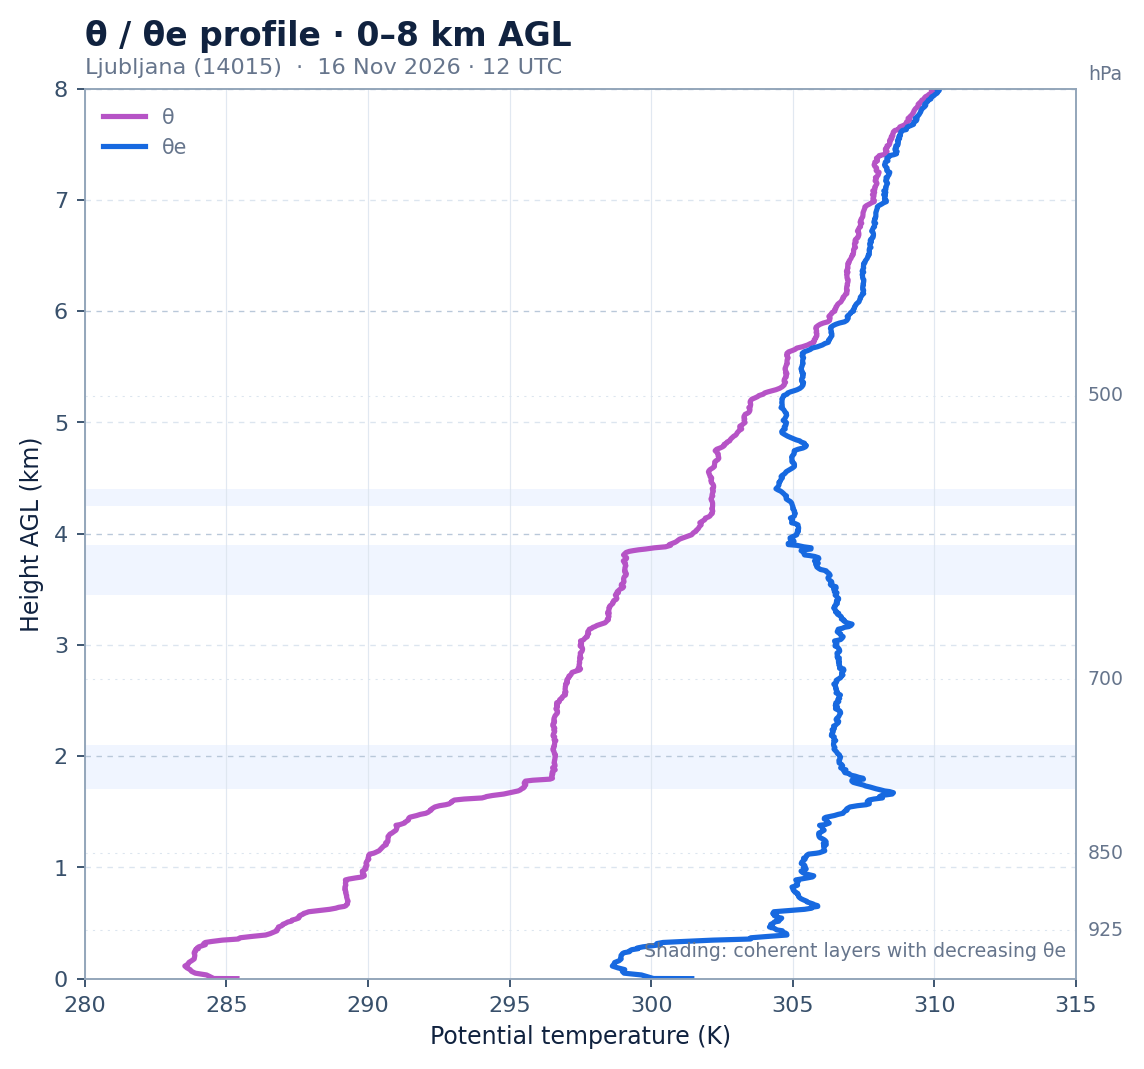 θ / θe profile · 0–8 km AGL
Ljubljana (14015)  ·  16 Nov 2026 · 12 UTC
hPa
8
θ
θe
7
6
500
5
4
Height AGL (km)
3
700
2
850
1
925
Shading: coherent layers with decreasing θe
0
280 285 290 295 300 305 310 315
Potential temperature (K)